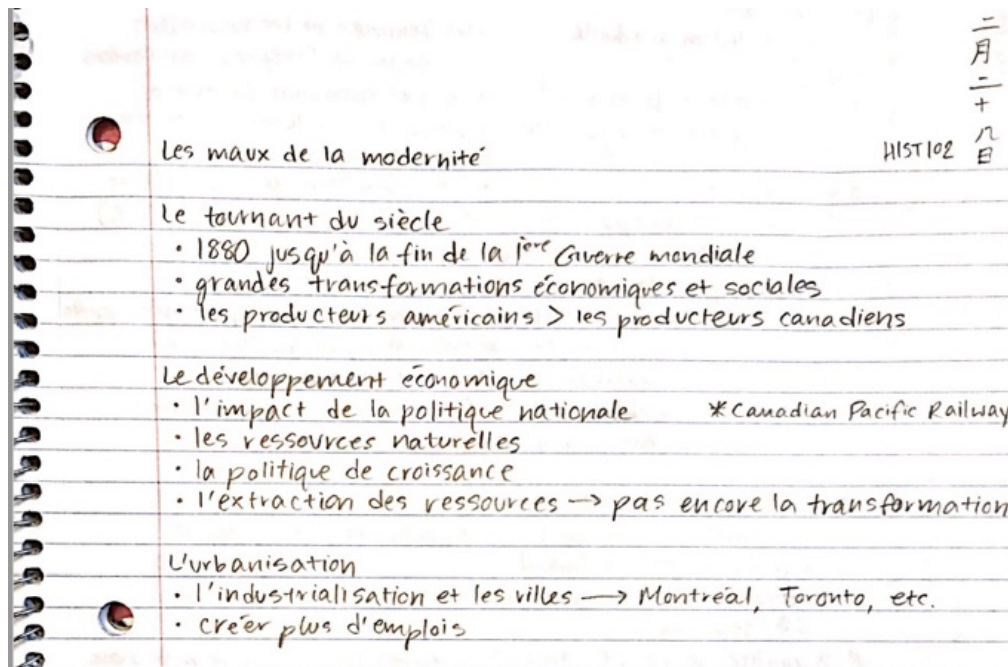 二月二十八日
Les maux de la modernité HIST102
Le tournant du siècle
· 1880 jusqu'à la fin de la 1ère Guerre mondiale
· grandes transformations économiques et sociales
· les producteurs américains > les producteurs canadiens
Le développement économique
· l'impact de la politique nationale *Canadian Pacific Railway
· les ressources naturelles
· la politique de croissance
· l'extraction des ressources → pas encore la transformation
L'urbanisation
· l'industrialisation et les villes → Montréal, Toronto, etc.
· créer plus d'emplois